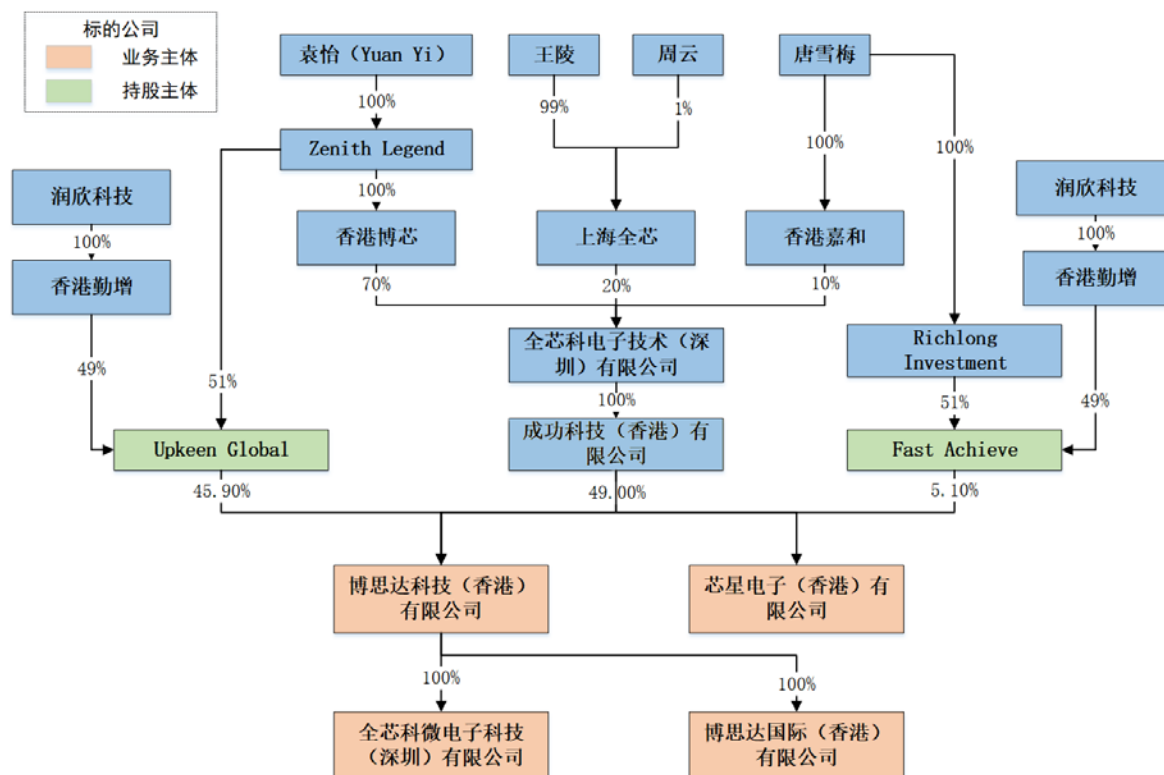 标的公司
业务主体
持股主体
袁怡（Yuan Yi）
王陵
周云
唐雪梅
100%
99%
1%
100%
100%
Zenith Legend
润欣科技
100%
润欣科技
100%
香港博芯
上海全芯
香港嘉和
100%
香港勤增
香港勤增
70%
20%
10%
全芯科电子技术（深
圳）有限公司
Richlong
Investment
49%
51%
100%
51%
49%
成功科技（香港）有
限公司
Upkeen Global
Fast Achieve
45.90%
49.00%
5.10%
博思达科技（香港）
有限公司
芯星电子（香港）有
限公司
100%
100%
全芯科微电子科技
（深圳）有限公司
博思达国际（香港）
有限公司